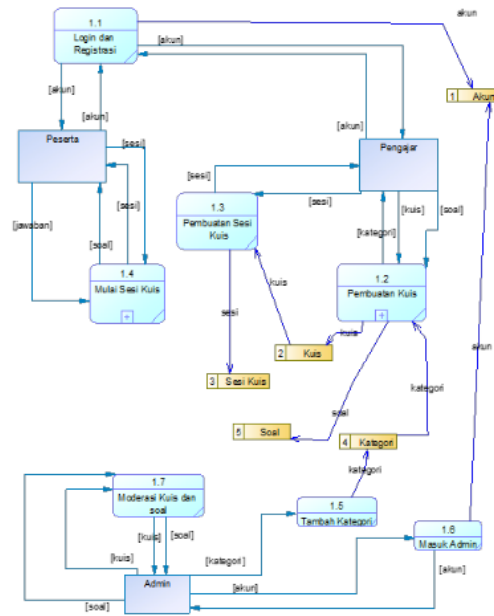 1.1
Login dan
Registrasi
akun
[akun]
1 Akun
[akun]
[akun]
[akun]
Peserta
[sesi]
Pengajar
1.3
Pembuatan Sesi
Kuis
[sesi]
[jawaban]
[soal]
[sesi]
[kategori]
[kuis]
[soal]
1.4
Mulai Sesi Kuis
1.2
Pembuatan Kuis
kuis
sesi
kuis
2 Kuis
akun
3 Sesi Kuis
kategori
soal
5 Soal
4 Kategori
kategori
1.7
Moderasi Kuis dan
soal
1.5
Tambah Kategori
1.6
Masuk Admin
[kuis]
[soal]
[kategori]
[kuis]
Admin
[akun]
[akun]
[soal]